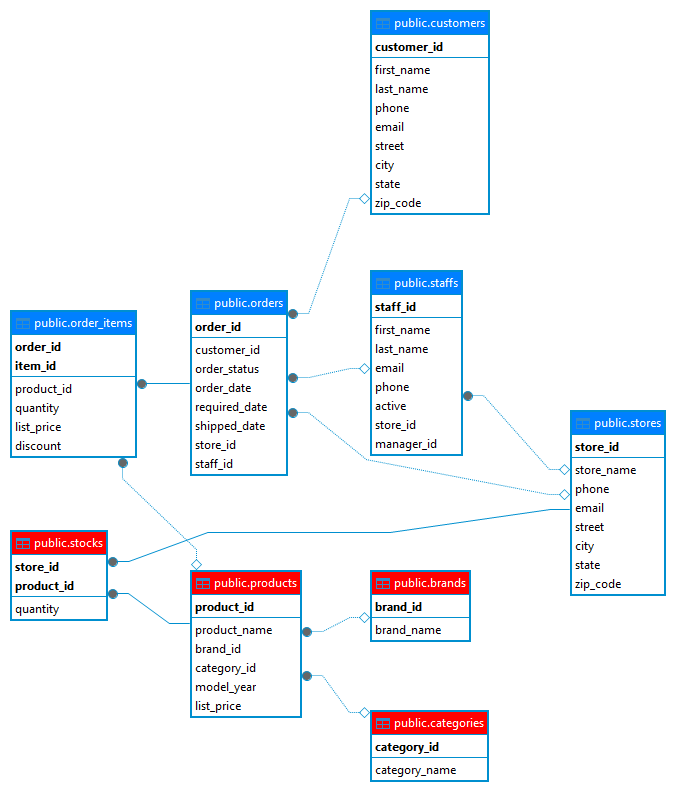 public.customers
customer_id
first_name
last_name
phone
email
street
city
state
zip_code
public.staffs
staff_id
first_name
last_name
email
phone
active
store_id
manager_id
public.orders
order_id
customer_id
order_status
order_date
required_date
shipped_date
store_id
staff_id
public.order_items
order_id
item_id
product_id
quantity
list_price
discount
public.stores
store_id
store_name
phone
email
street
city
state
zip_code
public.stocks
store_id
product_id
quantity
public.products
product_id
product_name
brand_id
category_id
model_year
list_price
public.brands
brand_id
brand_name
public.categories
category_id
category_name